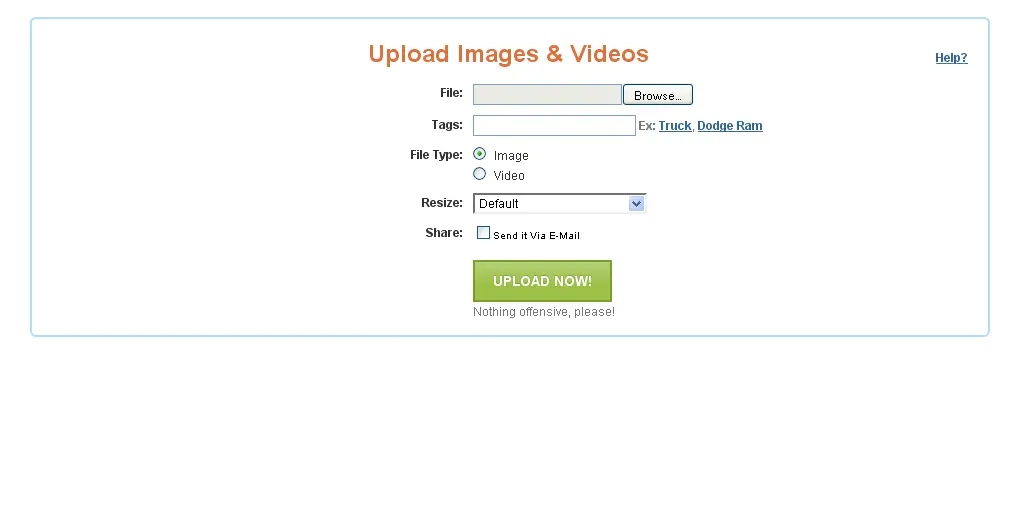 Upload Images & Videos
Help?
File: Browse...
Tags: Ex: Truck, Dodge Ram
File Type: Image
Video
Resize: Default
Share: Send it Via E-Mail
UPLOAD NOW!
Nothing offensive, please!